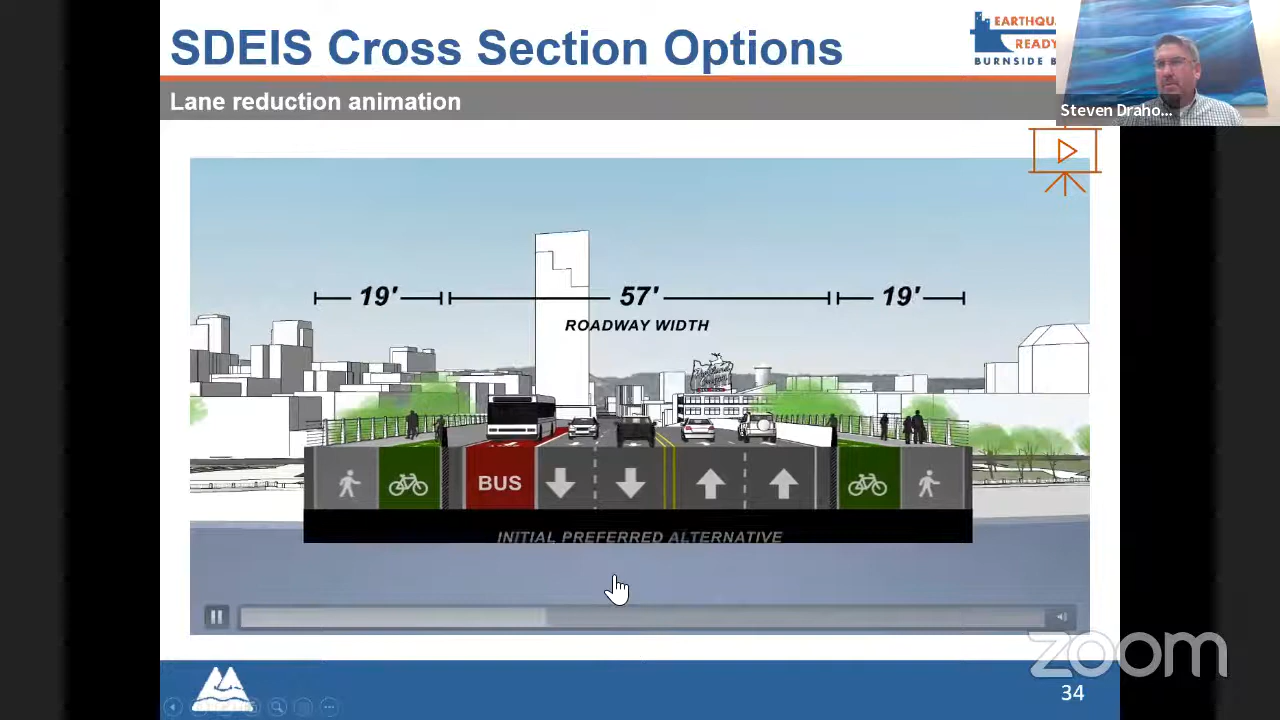 SDEIS Cross Section Options
EARTHQUA
READY
BURNSIDE B
Steven Draho...
Lane reduction animation
19'
57'
19'
ROADWAY WIDTH
BUS
INITIAL PREFERRED ALTERNATIVE
zoom
34